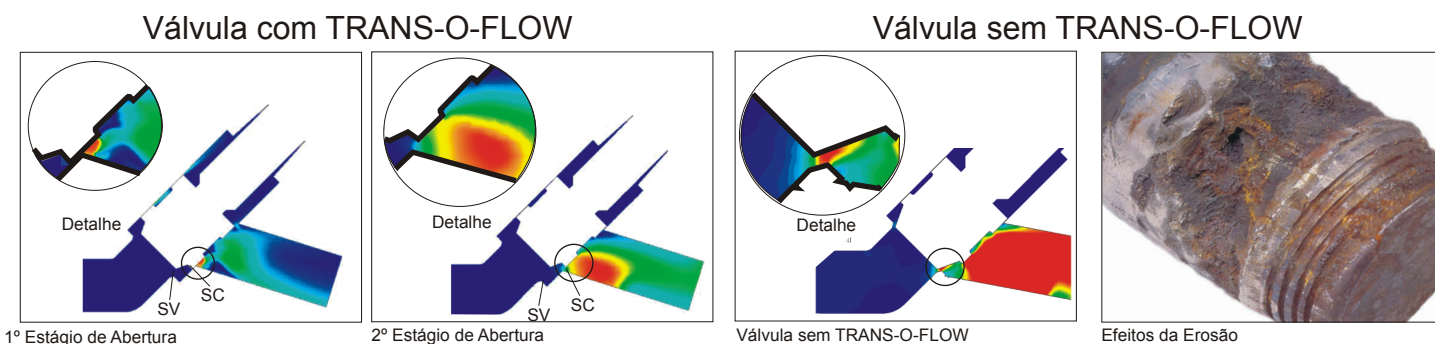 Válvula com TRANS-O-FLOW
Válvula sem TRANS-O-FLOW
Detalhe
SV
SC
1º Estágio de Abertura
Detalhe
SV
SC
2º Estágio de Abertura
Detalhe
Válvula sem TRANS-O-FLOW
Efeitos da Erosão